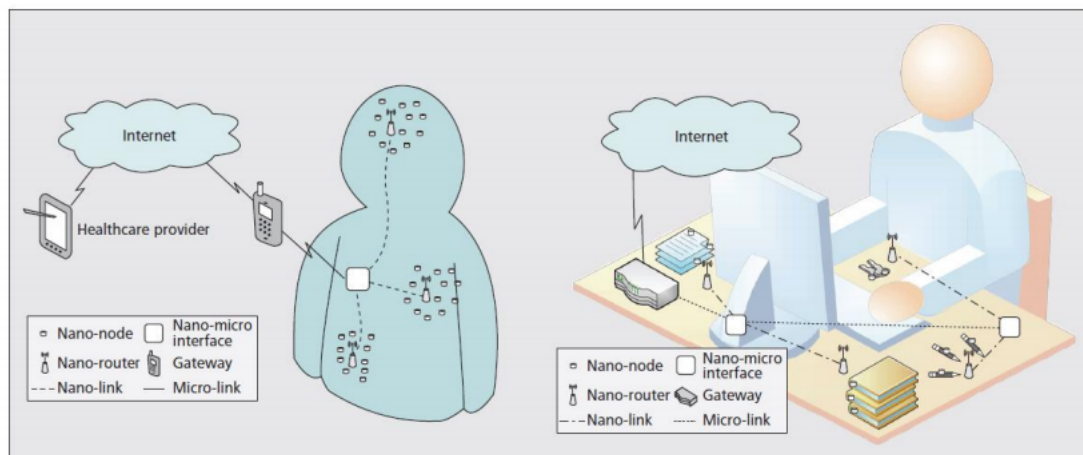 Internet
Healthcare provider
Nano-node
Nano-micro
interface
Nano-router
Gateway
Nano-link
Micro-link
Internet
Nano-node
Nano-micro
interface
Nano-router
Gateway
Nano-link
Micro-link